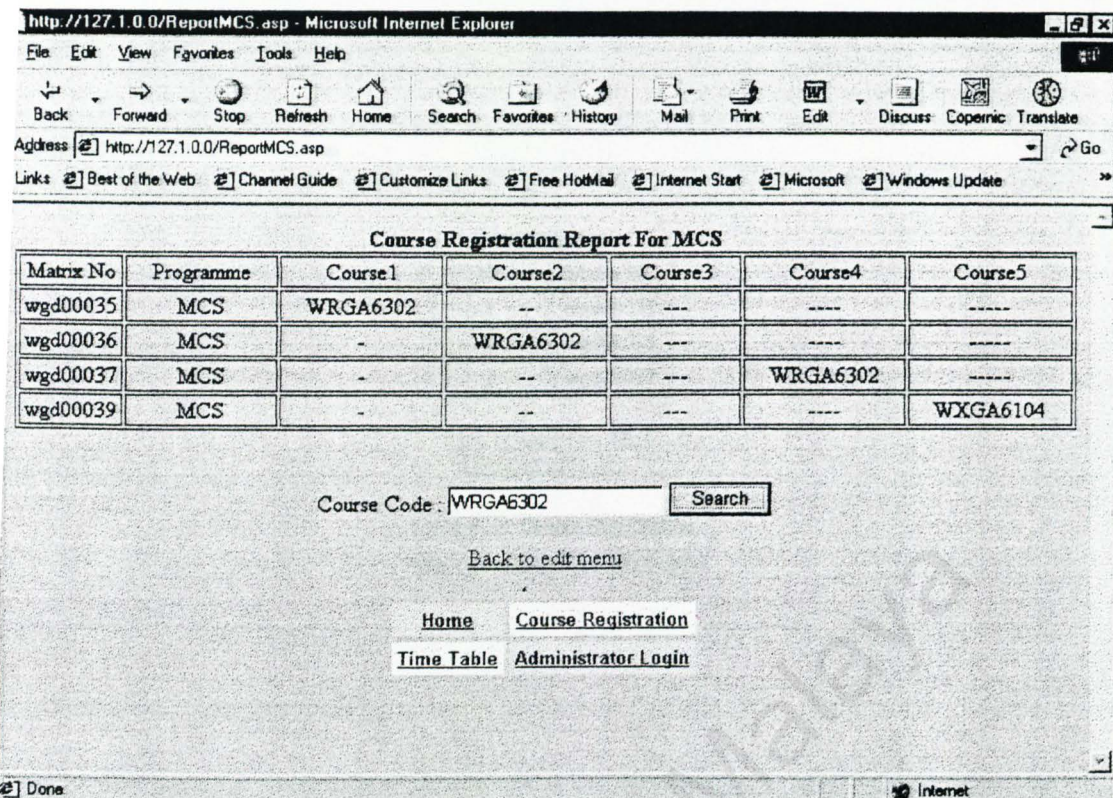 http://127.1.0.0/ReportMCS.asp - Microsoft Internet Explorer
File Edit View Favorites Tools Help
Back Forward Stop Refresh Home Search Favorites History Mail Print Edit Discuss Copernic Translate
Address http://127.1.0.0/ReportMCS.asp Go
Links Best of the Web Channel Guide Customize Links Free HotMail Internet Start Microsoft Windows Update »
Course Registration Report For MCS
Matrix No Programme Course1 Course2 Course3 Course4 Course5
wgd00035 MCS WRGA6302 -- --- ---- -----
wgd00036 MCS - WRGA6302 --- ---- -----
wgd00037 MCS - -- --- WRGA6302 -----
wgd00039 MCS - -- --- ---- WXGA6104
Course Code : WRGA6302 Search
Back to edit menu
Home Course Registration
Time Table Administrator Login
Done Internet